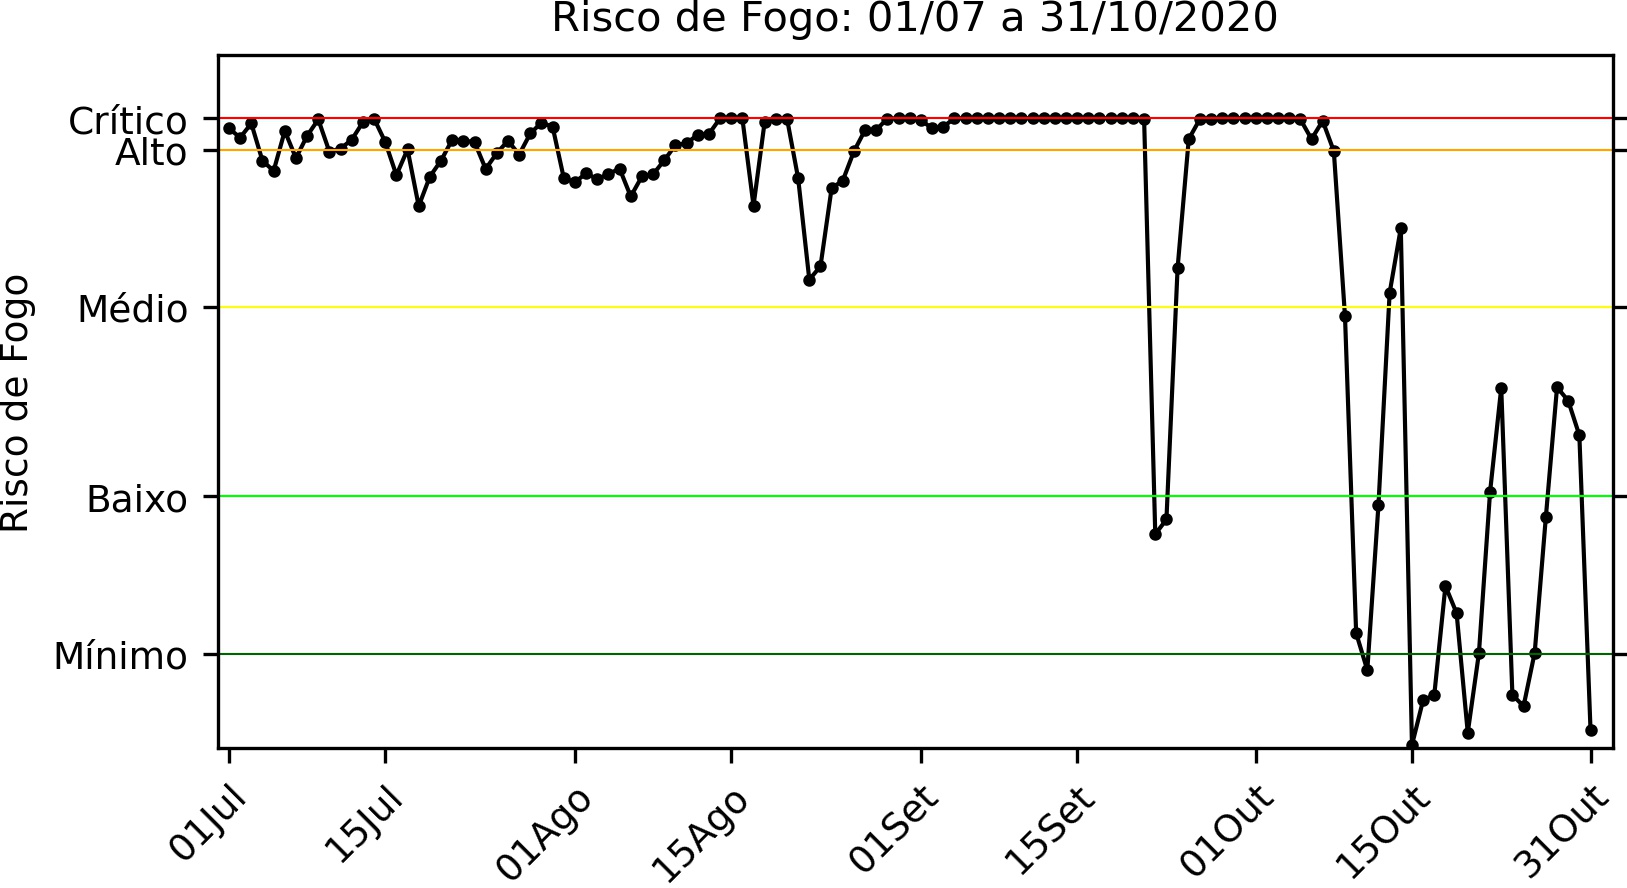 Risco de Fogo: 01/07 a 31/10/2020
Crítico
Alto
Médio
Baixo
Mínimo
Risco de Fogo
01Jul
15Jul
01Ago
15Ago
01Set
15Set
01Out
15Out
31Out